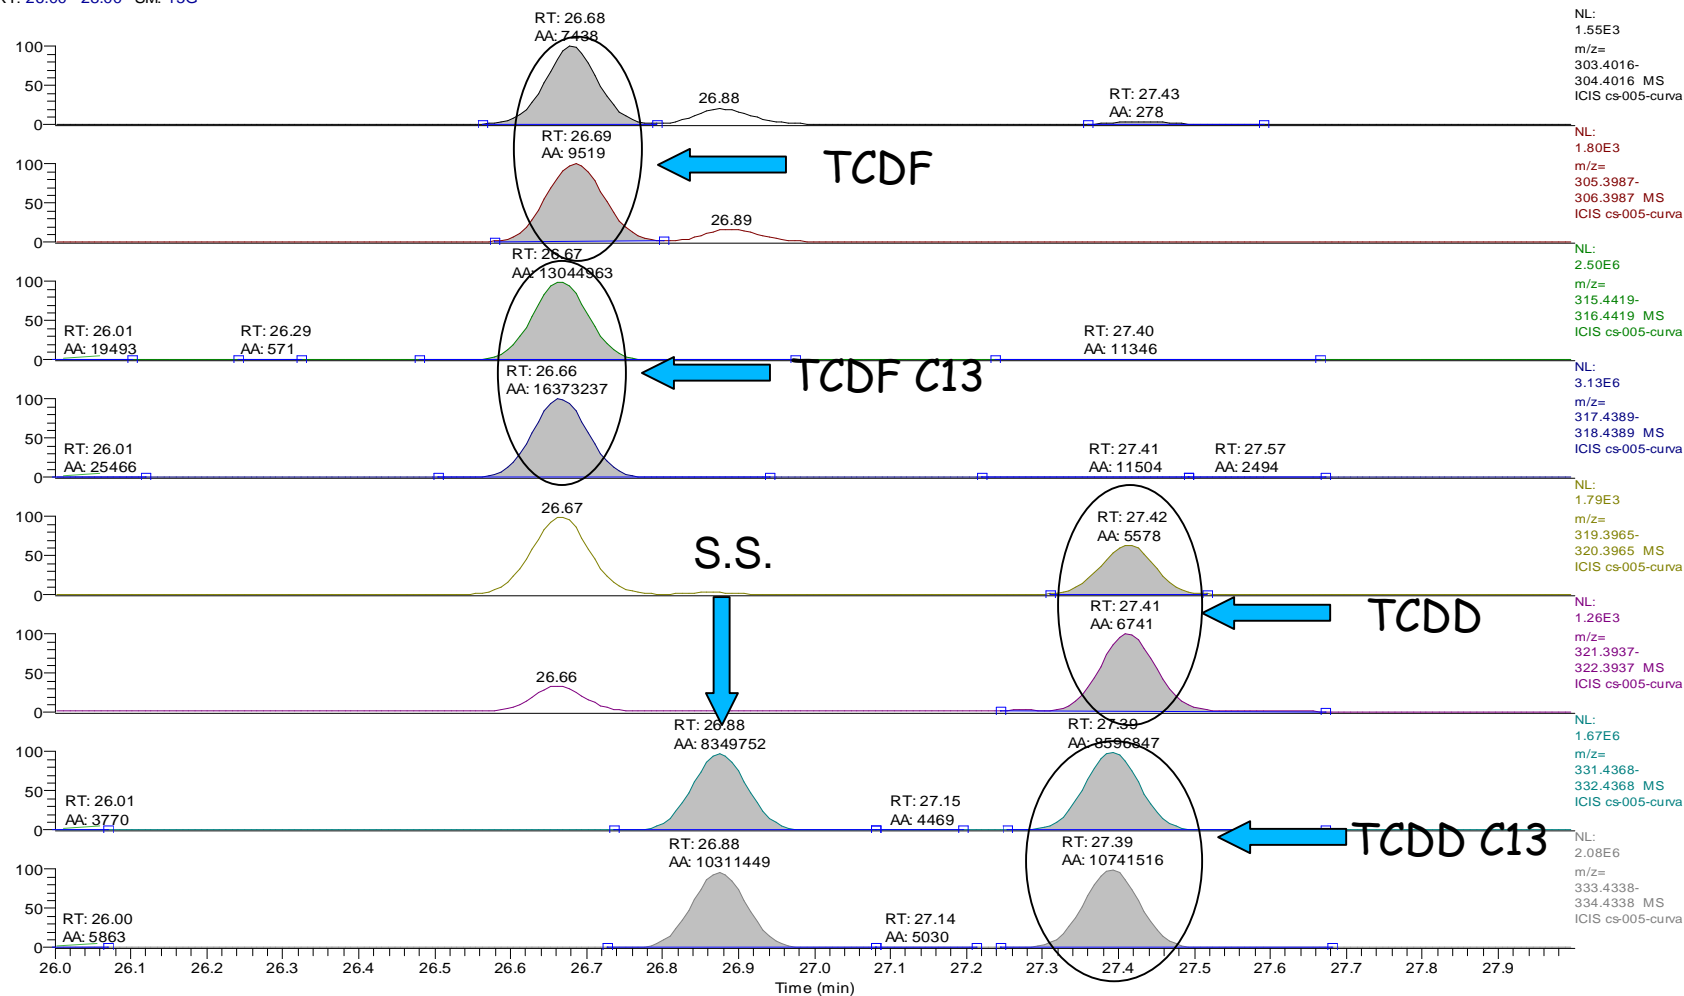 RT: 26.68
AA: 7438
26.88
RT: 27.43
AA: 278
100
50
0
NL:
1.55E3
m/z=
303.4016-
304.4016 MS
ICIS cs-005-curva
RT: 26.69
AA: 9519
26.89
TCDF
100
50
0
NL:
1.80E3
m/z=
305.3987-
306.3987 MS
ICIS cs-005-curva
RT: 26.67
AA: 13044963
RT: 26.01
AA: 19493
RT: 26.29
AA: 571
RT: 27.40
AA: 11346
100
50
0
NL:
2.50E6
m/z=
315.4419-
316.4419 MS
ICIS cs-005-curva
TCDF C13
RT: 26.66
AA: 16373237
RT: 26.01
AA: 25466
RT: 27.41
AA: 11504
RT: 27.57
AA: 2494
100
50
0
NL:
3.13E6
m/z=
317.4389-
318.4389 MS
ICIS cs-005-curva
26.67
S.S.
RT: 27.42
AA: 5578
100
50
0
NL:
1.79E3
m/z=
319.3965-
320.3965 MS
ICIS cs-005-curva
RT: 27.41
AA: 6741
TCDD
26.66
100
50
0
NL:
1.26E3
m/z=
321.3937-
322.3937 MS
ICIS cs-005-curva
RT: 26.88
AA: 8349752
RT: 27.39
AA: 8596847
RT: 26.01
AA: 3770
RT: 27.15
AA: 4469
100
50
0
NL:
1.67E6
m/z=
331.4368-
332.4368 MS
ICIS cs-005-curva
TCDD C13
RT: 26.88
AA: 10311449
RT: 27.39
AA: 10741516
RT: 26.00
AA: 5863
RT: 27.14
AA: 5030
100
50
0
NL:
2.08E6
m/z=
333.4338-
334.4338 MS
ICIS cs-005-curva
26.0 26.1 26.2 26.3 26.4 26.5 26.6 26.7 26.8 26.9 27.0 27.1 27.2 27.3 27.4 27.5 27.6 27.7 27.8 27.9
Time (min)